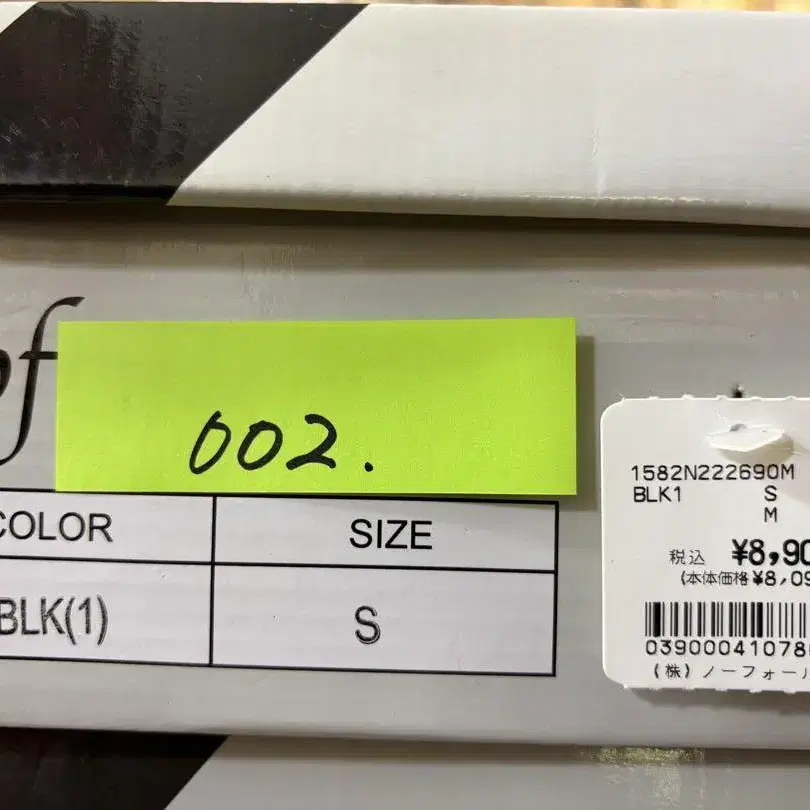 of
002.
COLOR SIZE
BLK(1) S
1582N222690M
BLK1 S
M
税込 ¥8,90
(本体価格¥8,09
03900041078
(株)ノーフォー